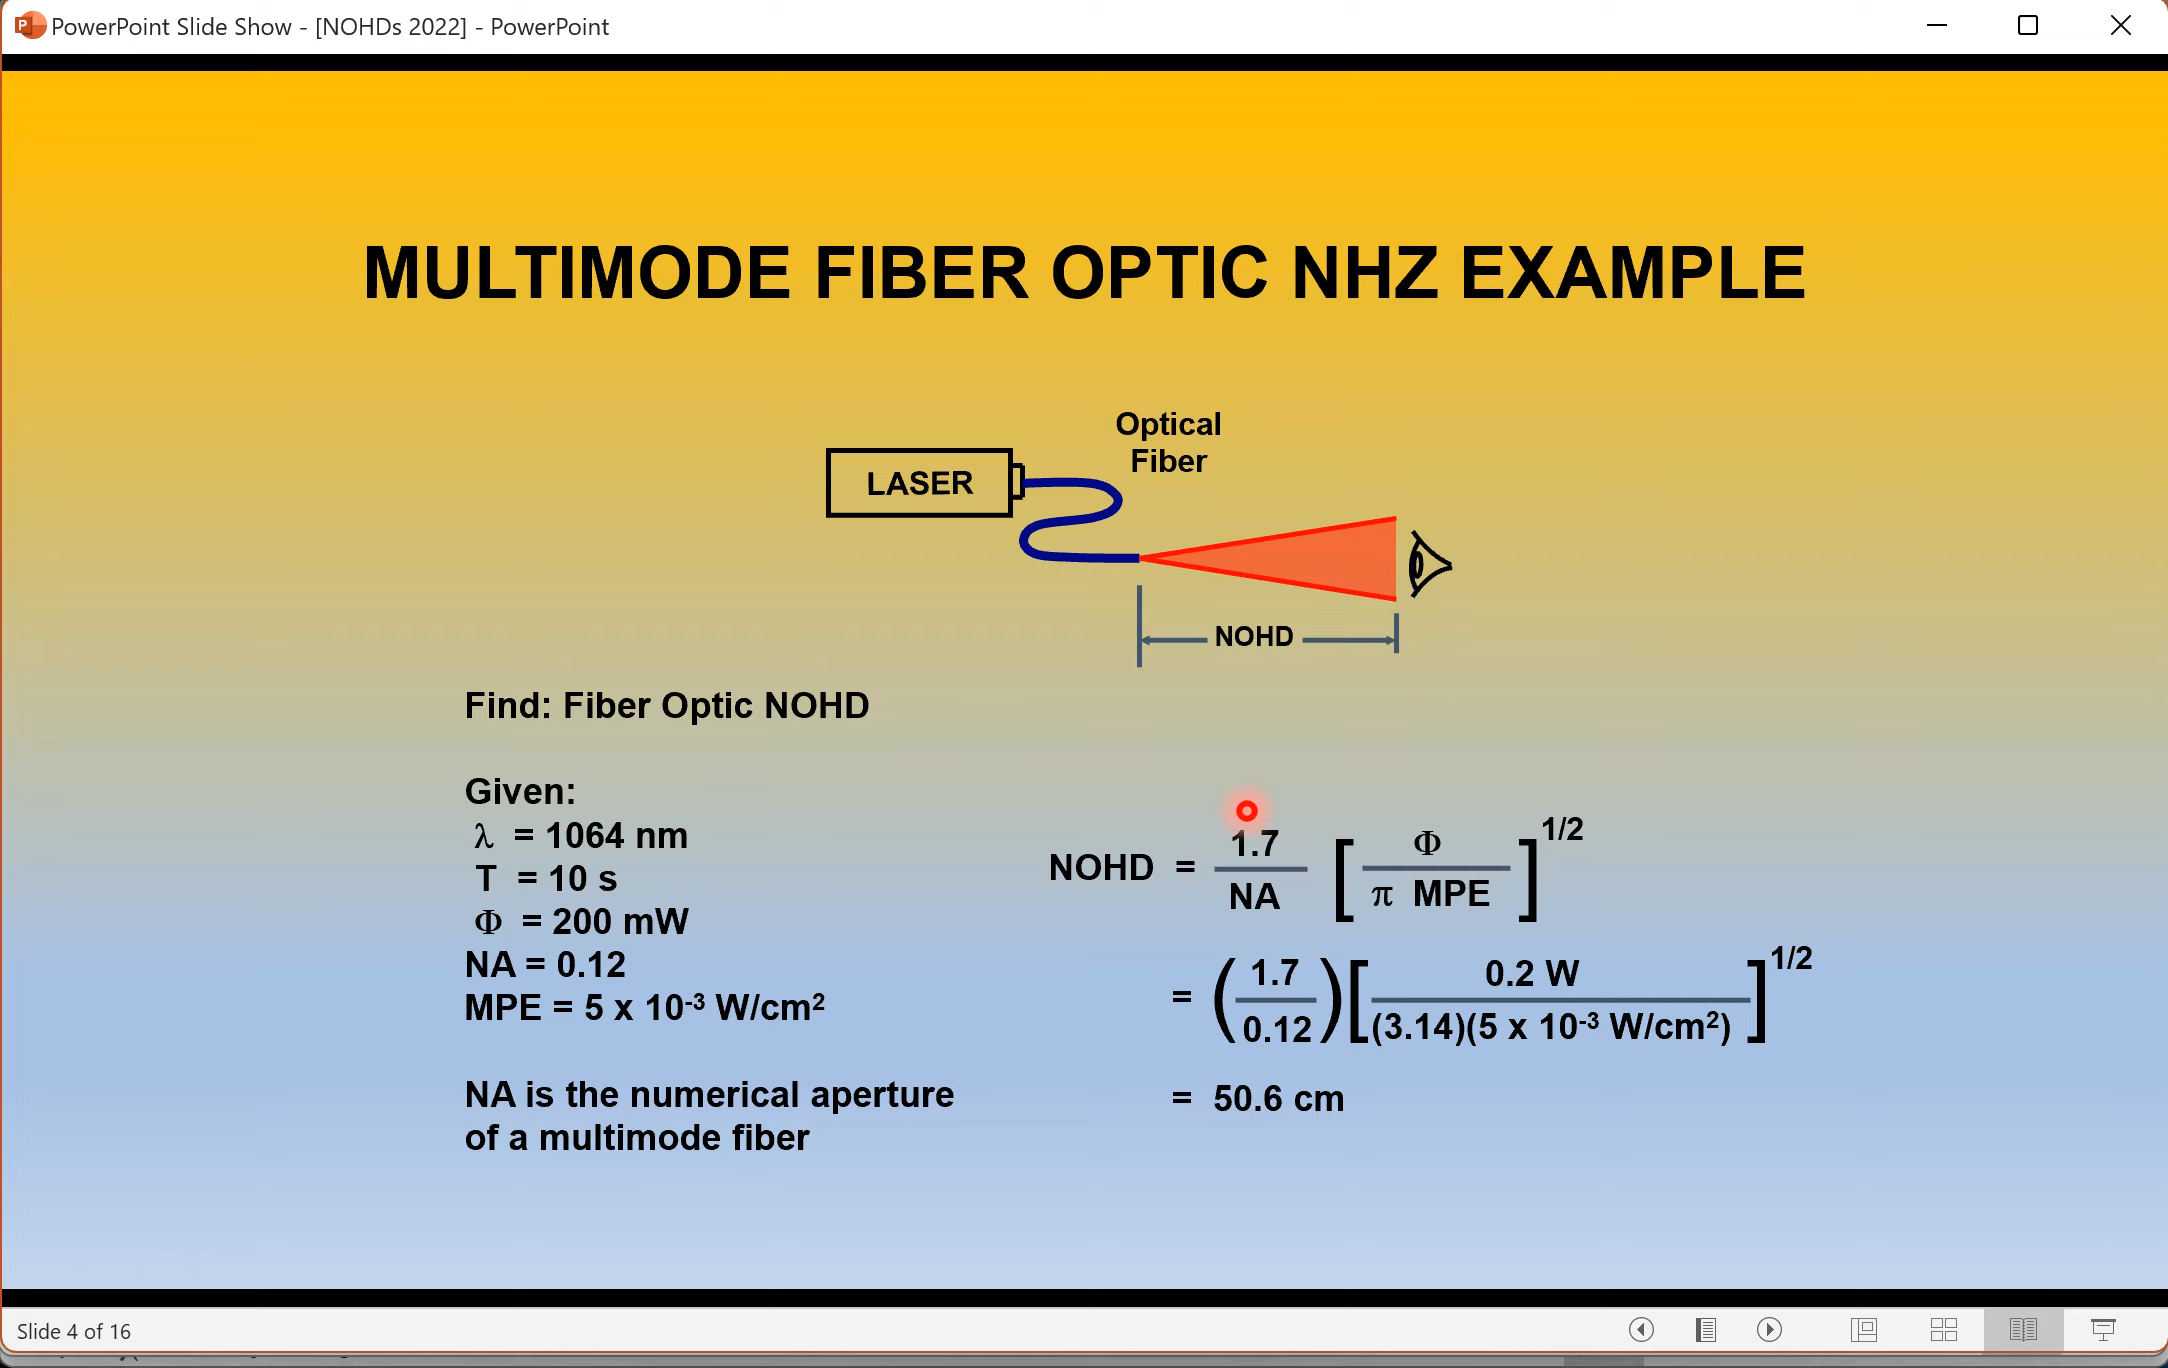 PowerPoint Slide Show - [NOHDs 2022] - PowerPoint
MULTIMODE FIBER OPTIC NHZ EXAMPLE
Optical
Fiber
LASER
NOHD
Find: Fiber Optic NOHD
Given:
λ = 1064 nm
T = 10 s
Φ = 200 mW
NA = 0.12
MPE = 5 x 10⁻³ W/cm²
NA is the numerical aperture
of a multimode fiber
NOHD = 1.7 / NA [ Φ / π MPE ]^1/2
= ( 1.7 / 0.12 ) [ 0.2 W / (3.14)(5 x 10⁻³ W/cm²) ]^1/2
= 50.6 cm
Slide 4 of 16